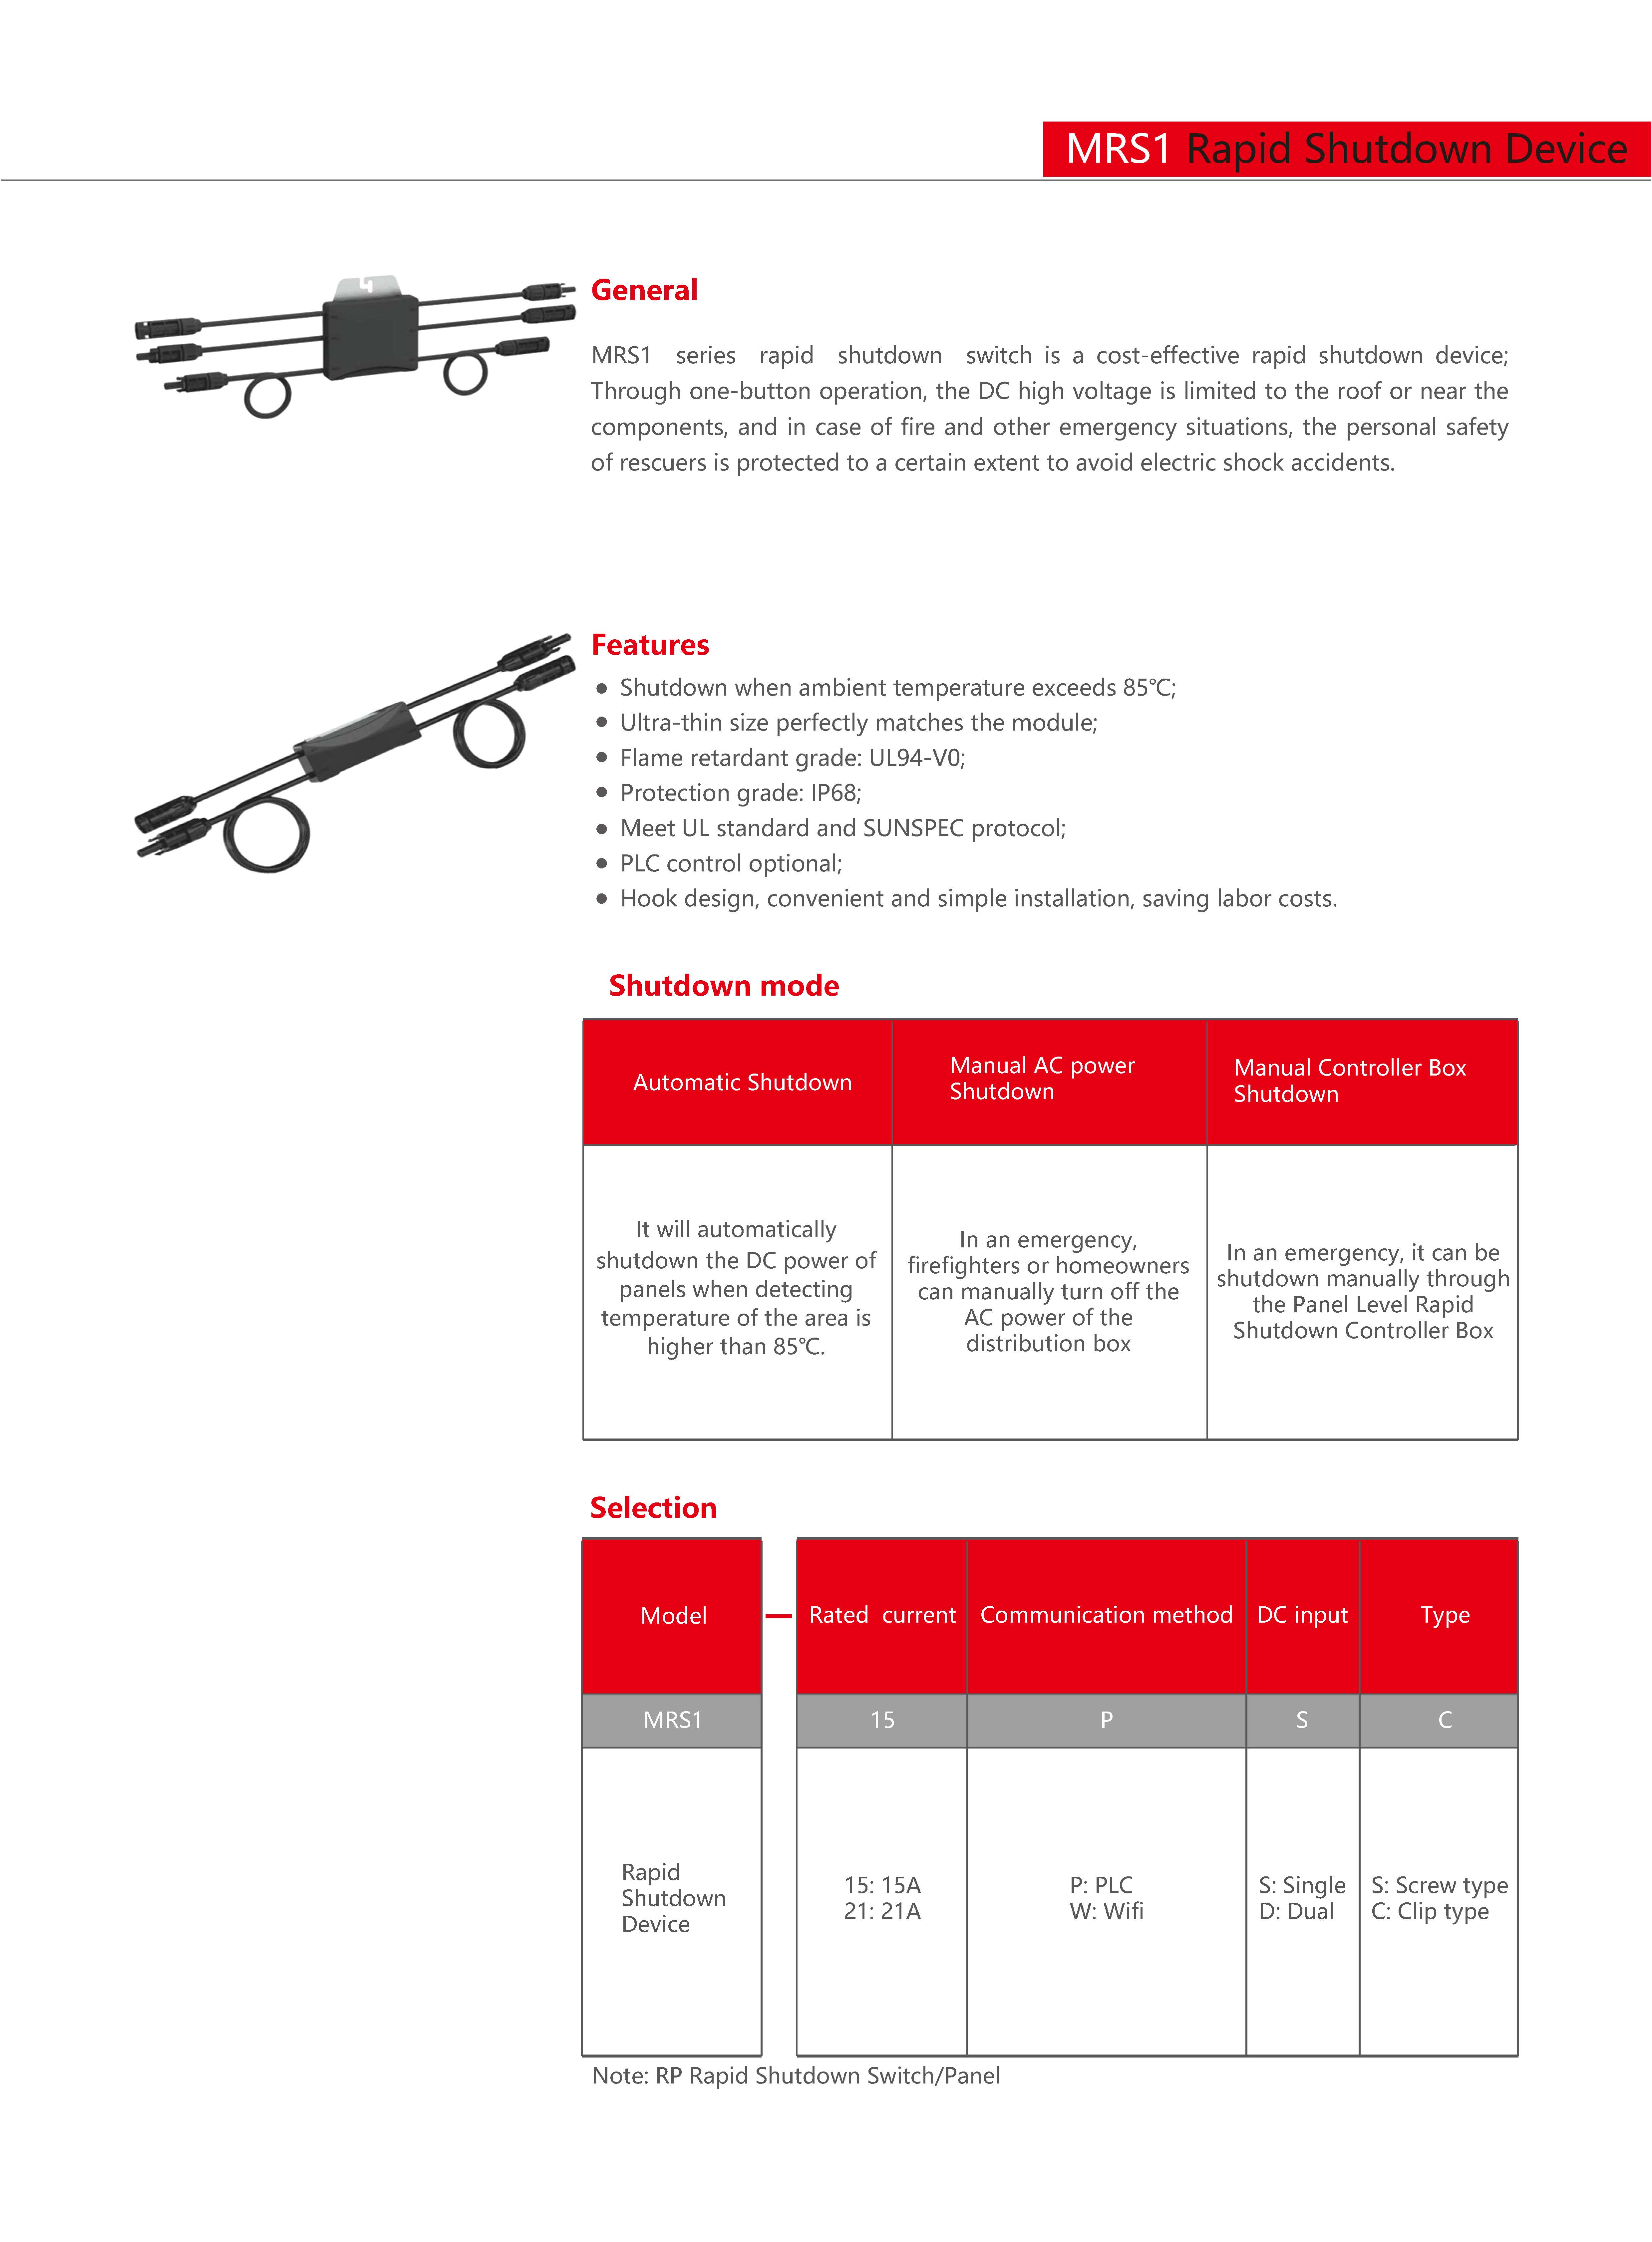 MRS1 Rapid Shutdown Device
General
MRS1 series rapid shutdown switch is a cost-effective rapid shutdown device;
Through one-button operation, the DC high voltage is limited to the roof or near the
components, and in case of fire and other emergency situations, the personal safety
of rescuers is protected to a certain extent to avoid electric shock accidents.
Features
● Shutdown when ambient temperature exceeds 85℃;
● Ultra-thin size perfectly matches the module;
● Flame retardant grade: UL94-V0;
● Protection grade: IP68;
● Meet UL standard and SUNSPEC protocol;
● PLC control optional;
● Hook design, convenient and simple installation, saving labor costs.
Shutdown mode
Automatic Shutdown
Manual AC power
Shutdown
Manual Controller Box
Shutdown
It will automatically
shutdown the DC power of
panels when detecting
temperature of the area is
higher than 85℃.
In an emergency,
firefighters or homeowners
can manually turn off the
AC power of the
distribution box
In an emergency, it can be
shutdown manually through
the Panel Level Rapid
Shutdown Controller Box
Selection
Model — Rated current Communication method DC input Type
MRS1 15 P S C
Rapid
Shutdown
Device
15: 15A
21: 21A
P: PLC
W: Wifi
S: Single
D: Dual
S: Screw type
C: Clip type
Note: RP Rapid Shutdown Switch/Panel